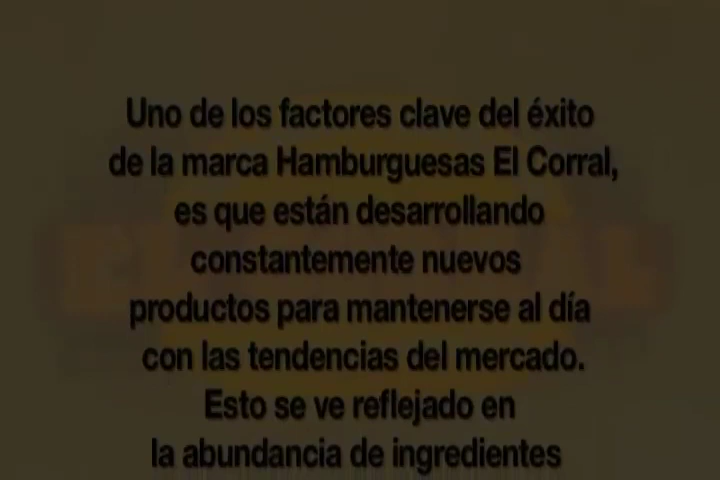 Uno de los factores clave del éxito
de la marca Hamburguesas El Corral,
es que están desarrollando
constantemente nuevos
productos para mantenerse al día
con las tendencias del mercado.
Esto se ve reflejado en
la abundancia de ingredientes